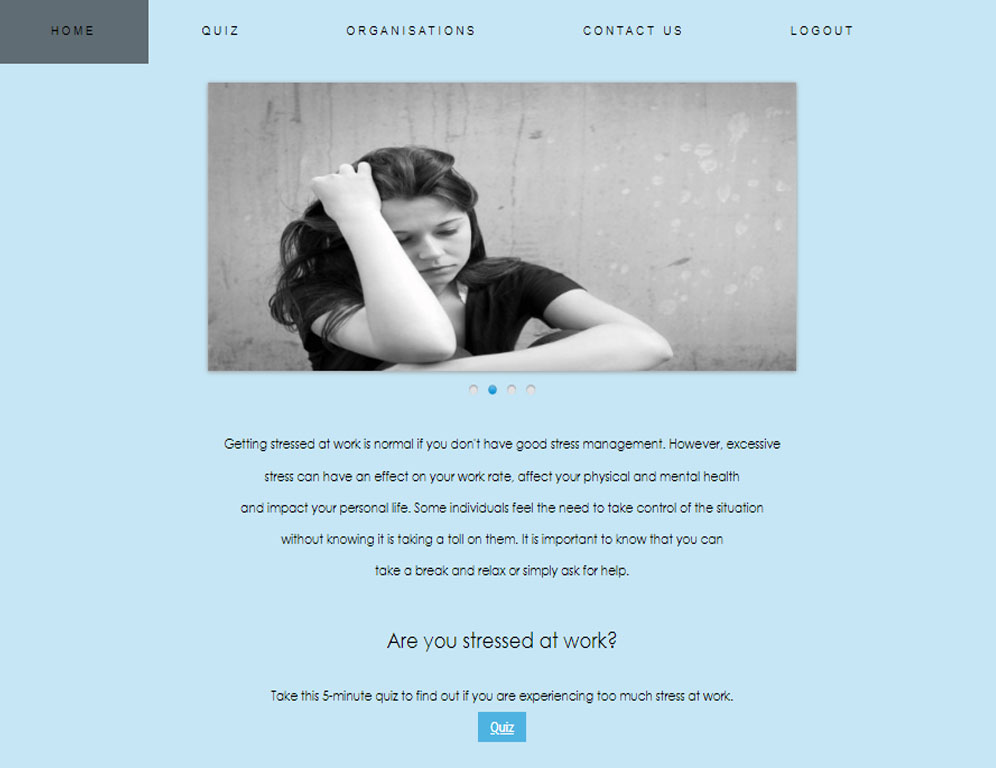 HOME QUIZ ORGANISATIONS CONTACT US LOGOUT
Getting stressed at work is normal if you don't have good stress management. However, excessive
stress can have an effect on your work rate, affect your physical and mental health
and impact your personal life. Some individuals feel the need to take control of the situation
without knowing it is taking a toll on them. It is important to know that you can
take a break and relax or simply ask for help.
Are you stressed at work?
Take this 5-minute quiz to find out if you are experiencing too much stress at work.
Quiz